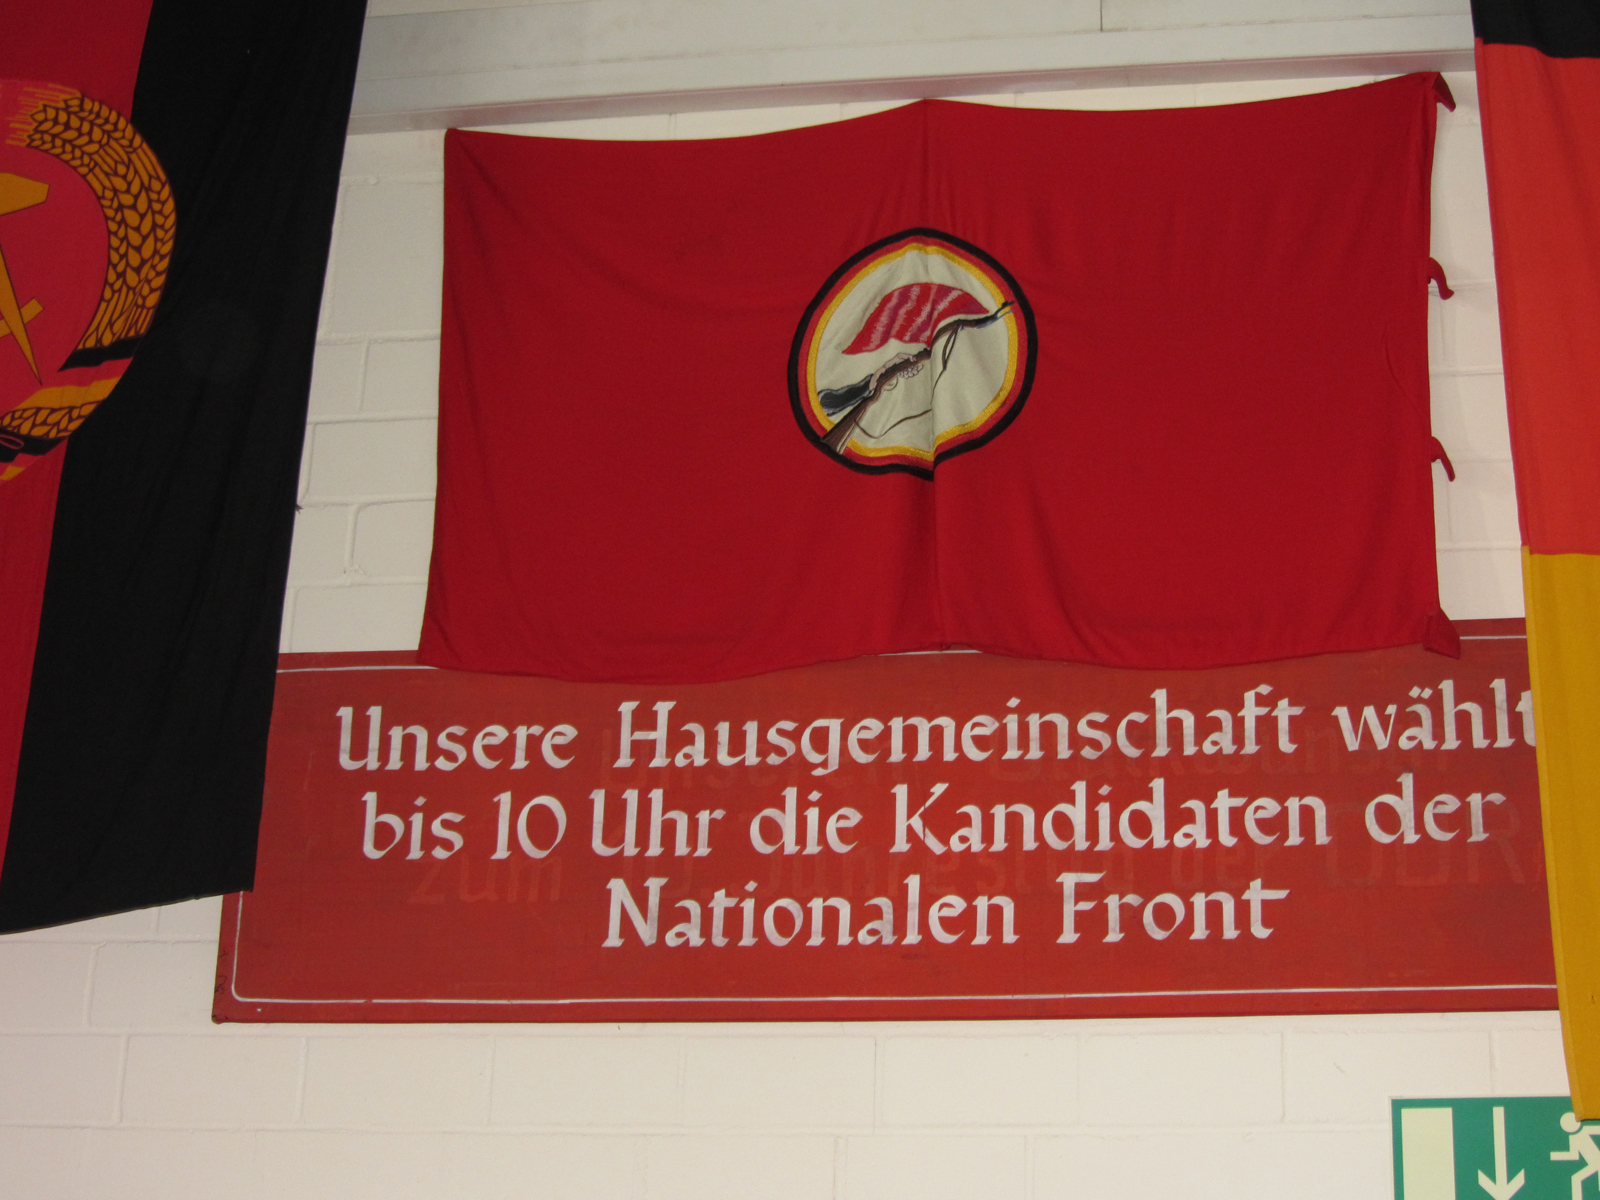 Unsere Hausgemeinschaft wählt
bis 10 Uhr die Kandidaten der
Nationalen Front